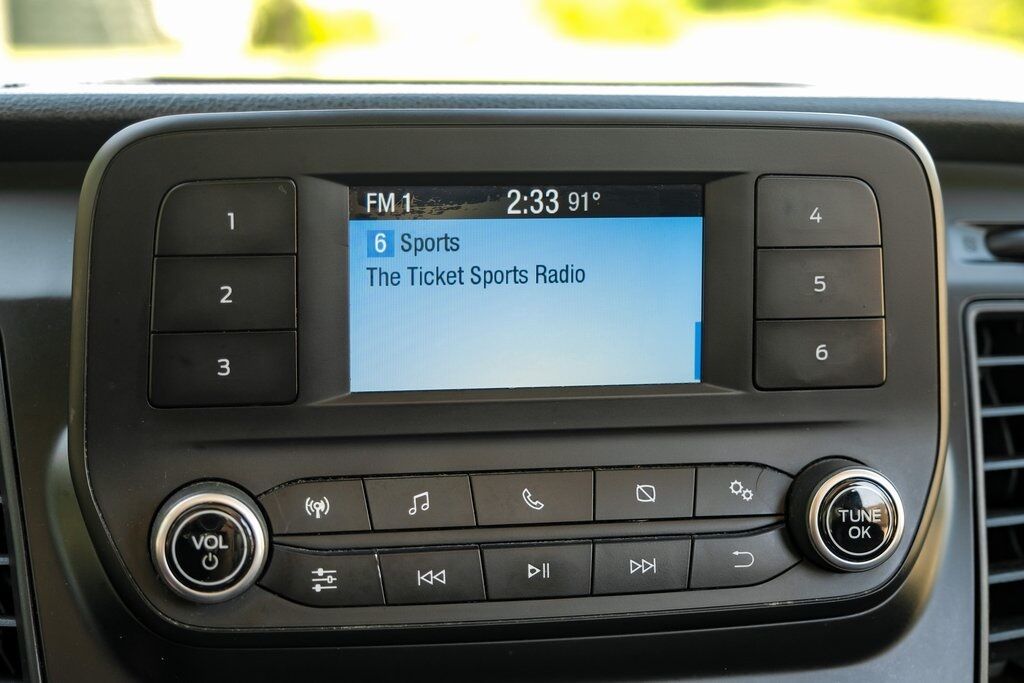 FM 1 2:33 91°
6 Sports
The Ticket Sports Radio
1
2
3
4
5
6
VOL
TUNE
OK